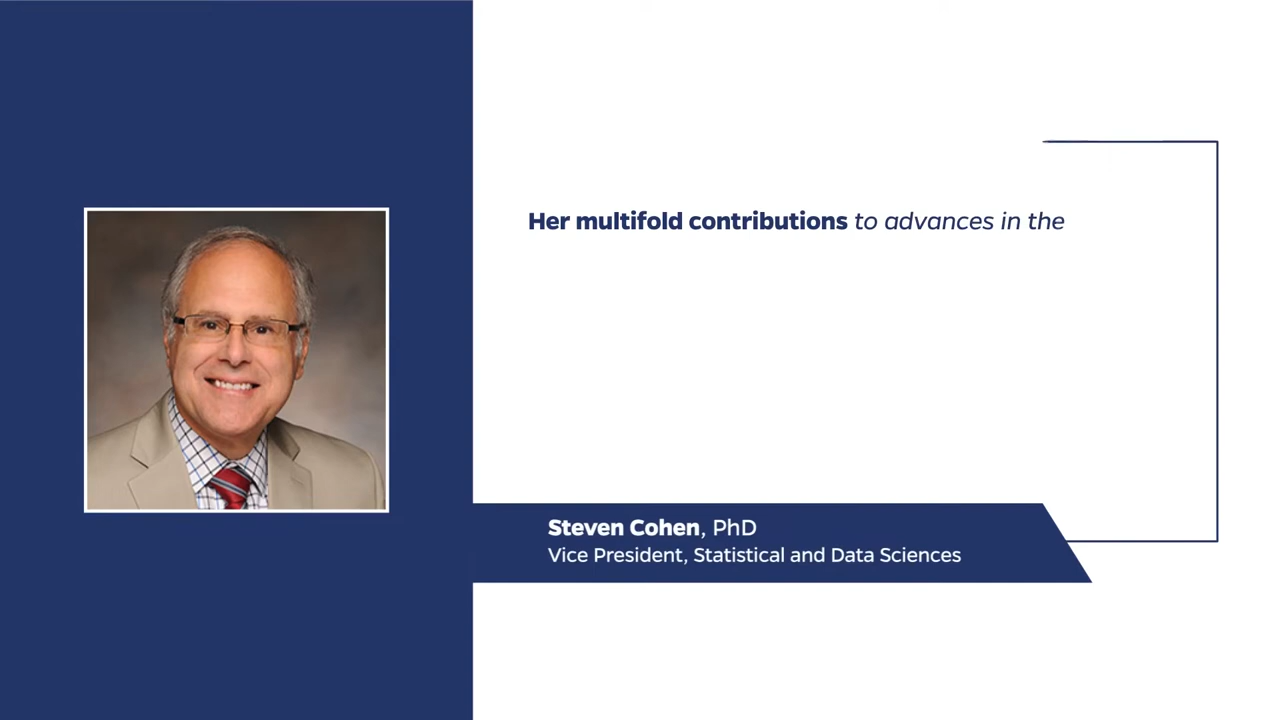 Her multifold contributions to advances in the
Steven Cohen, PhD
Vice President, Statistical and Data Sciences